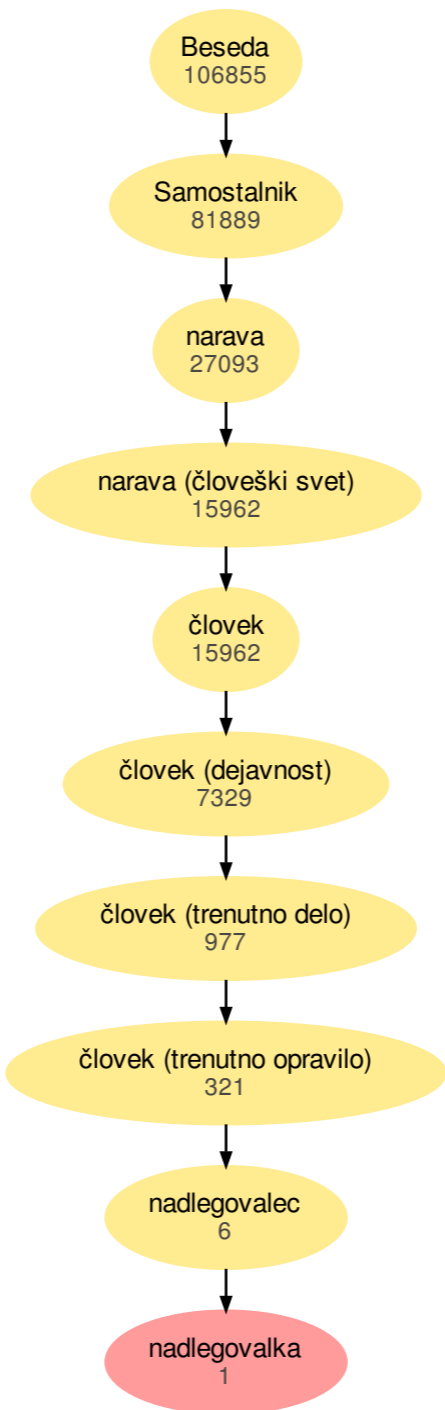 Beseda
106855
Samostalnik
81889
narava
27093
narava (človeški svet)
15962
človek
15962
človek (dejavnost)
7329
človek (trenutno delo)
977
človek (trenutno opravilo)
321
nadlegovalec
6
nadlegovalka
1